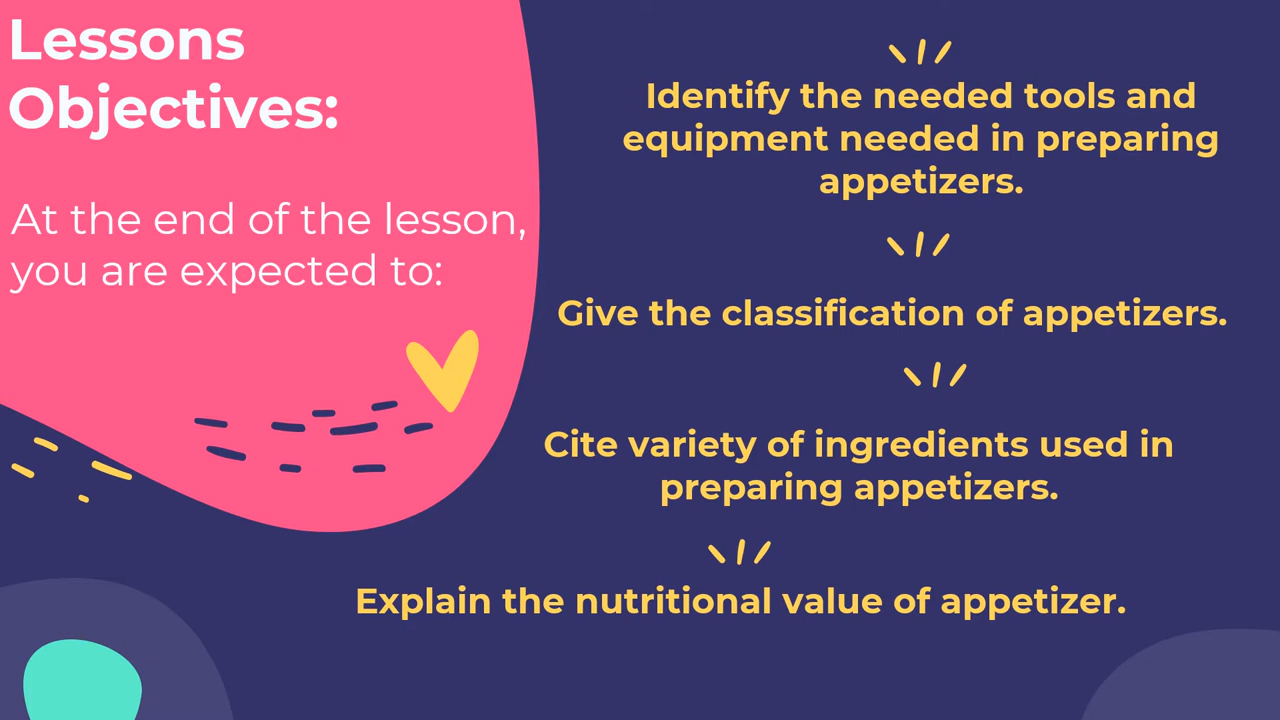 Lessons
Objectives:
At the end of the lesson,
you are expected to:
Identify the needed tools and
equipment needed in preparing
appetizers.
Give the classification of appetizers.
Cite variety of ingredients used in
preparing appetizers.
Explain the nutritional value of appetizer.